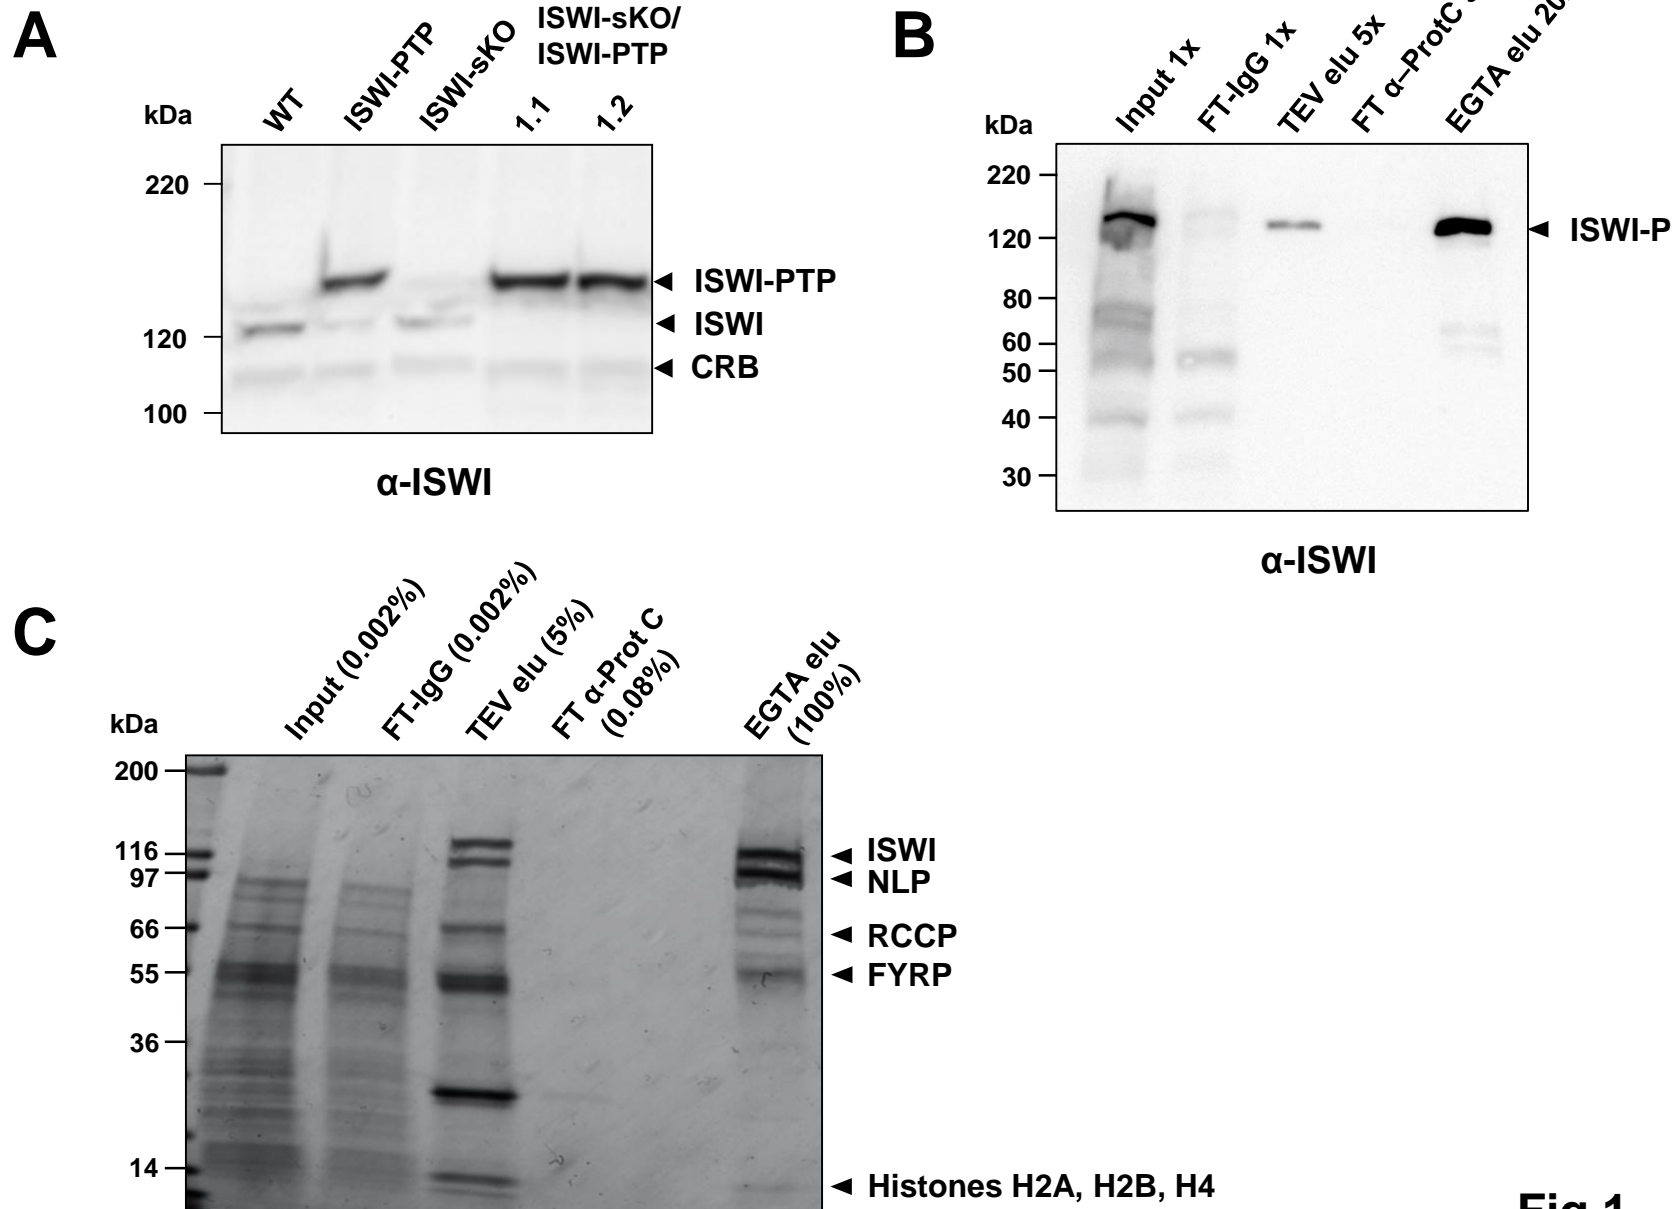 A
ISWI-sKO/
ISWI-PTP
WT
ISWI-PTP
ISWI-sKO
1.1
1.2
kDa
220
120
100
ISWI-PTP
ISWI
CRB
α-ISWI
B
Input 1x
FT-IgG 1x
TEV elu 5x
FT α–ProtC
EGTA elu 20
kDa
220
120
80
60
50
40
30
ISWI-P
α-ISWI
C
Input (0.002%)
FT-IgG (0.002%)
TEV elu (5%)
FT α-Prot C
(0.08%)
EGTA elu
(100%)
kDa
200
116
97
66
55
36
14
ISWI
NLP
RCCP
FYRP
Histones H2A, H2B, H4
Fig 1